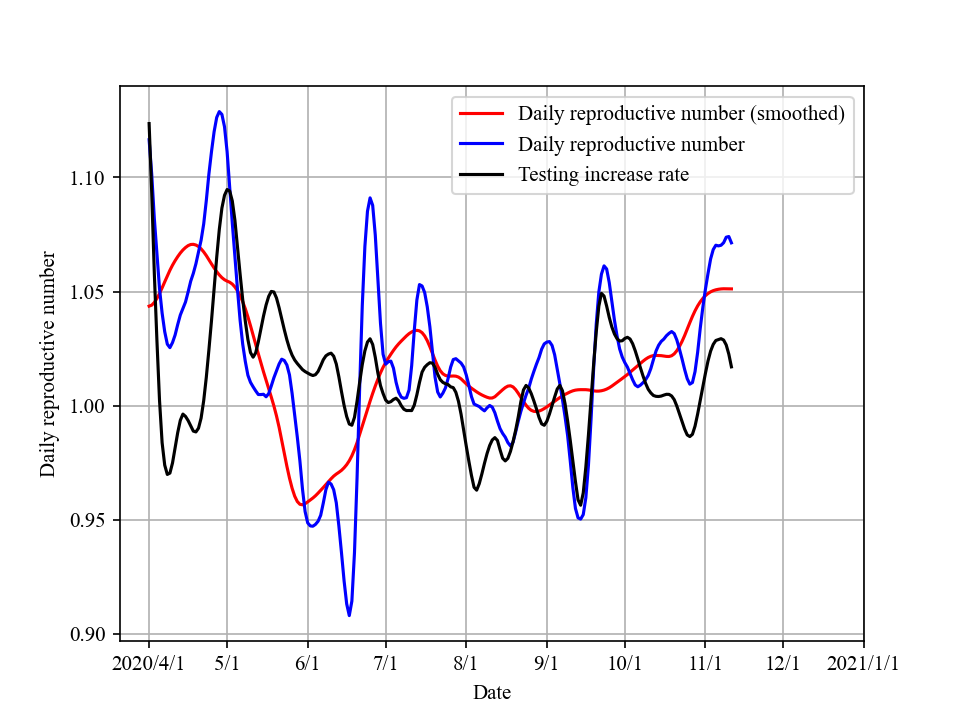 Daily reproductive number (smoothed)
Daily reproductive number
Testing increase rate
Daily reproductive number
1.10
1.05
1.00
0.95
0.90
2020/4/1 5/1 6/1 7/1 8/1 9/1 10/1 11/1 12/1 2021/1/1
Date